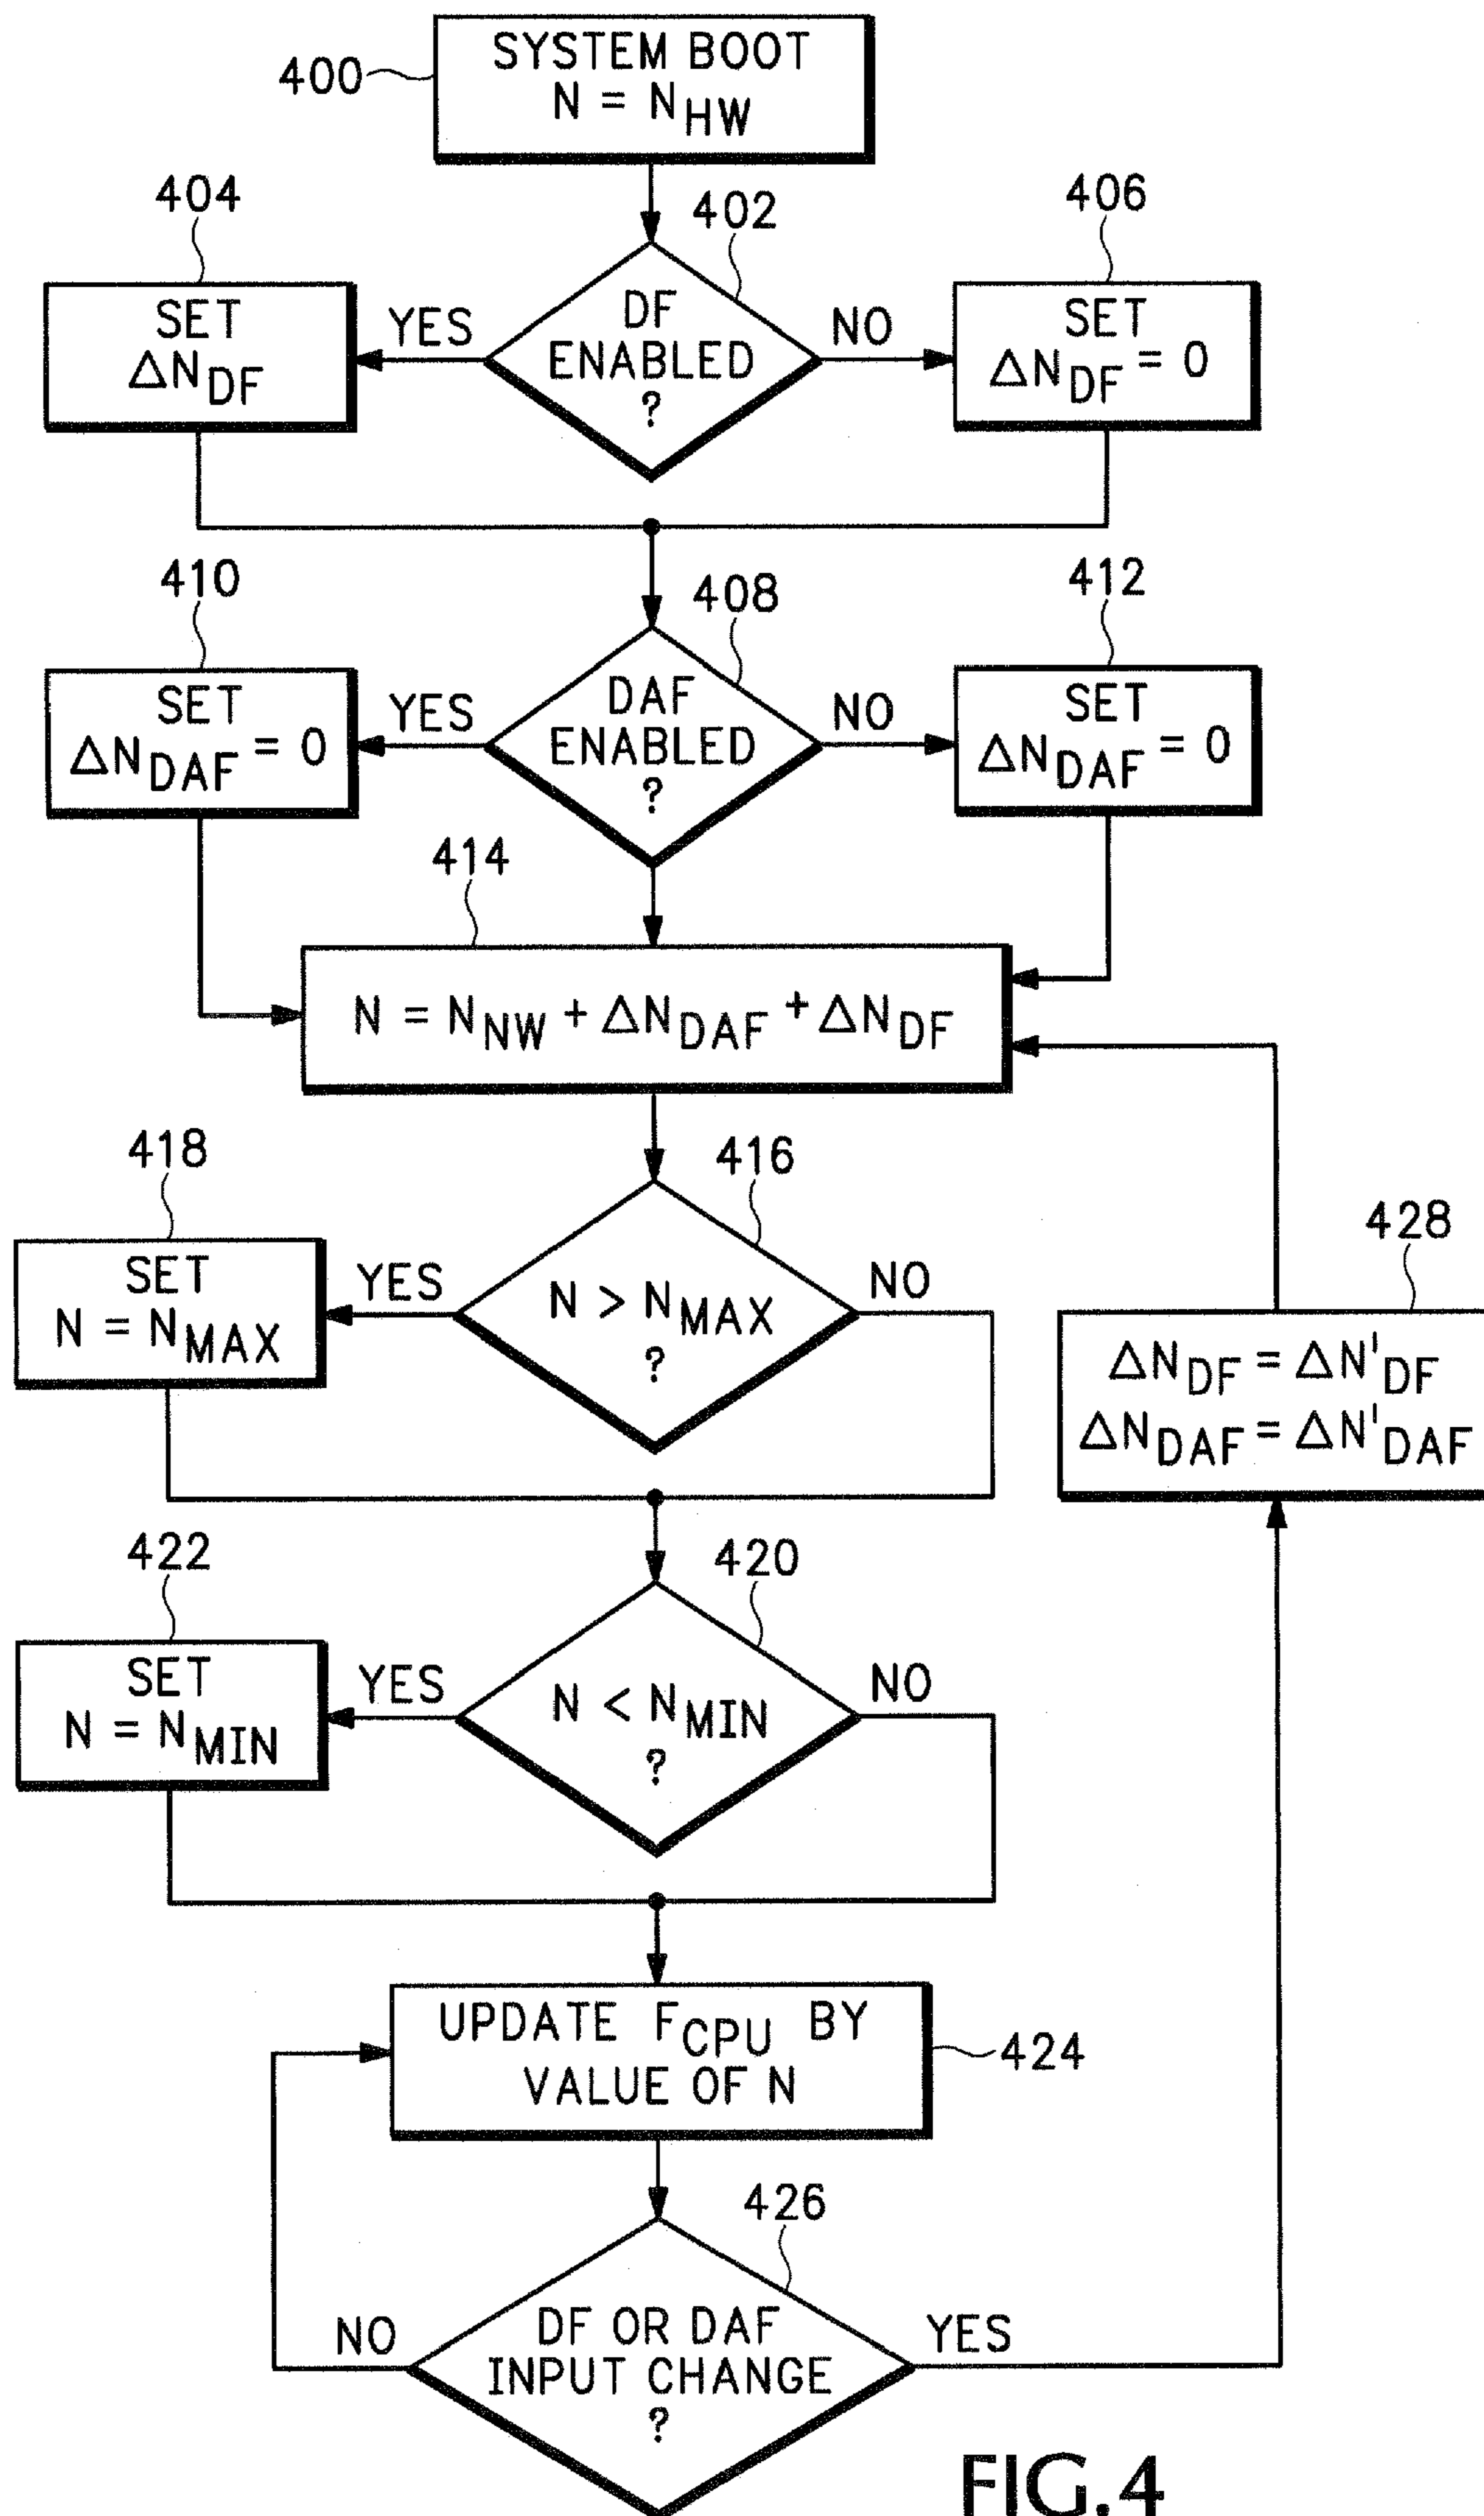 SYSTEM BOOT
N = NHW
400
404
402
406
SET
ΔNDF
YES
DF
ENABLED
?
NO
SET
ΔNDF = 0
410
408
412
SET
ΔNDAF = 0
YES
DAF
ENABLED
?
NO
SET
ΔNDAF = 0
414
N = NNW + ΔNDAF + ΔNDF
418
416
SET
N = NMAX
YES
N > NMAX
?
NO
428
ΔNDF = ΔN'DF
ΔNDAF = ΔN'DAF
422
420
SET
N = NMIN
YES
N < NMIN
?
NO
UPDATE FCPU BY
VALUE OF N
424
426
NO
DF OR DAF
INPUT CHANGE
?
YES
FIG.4